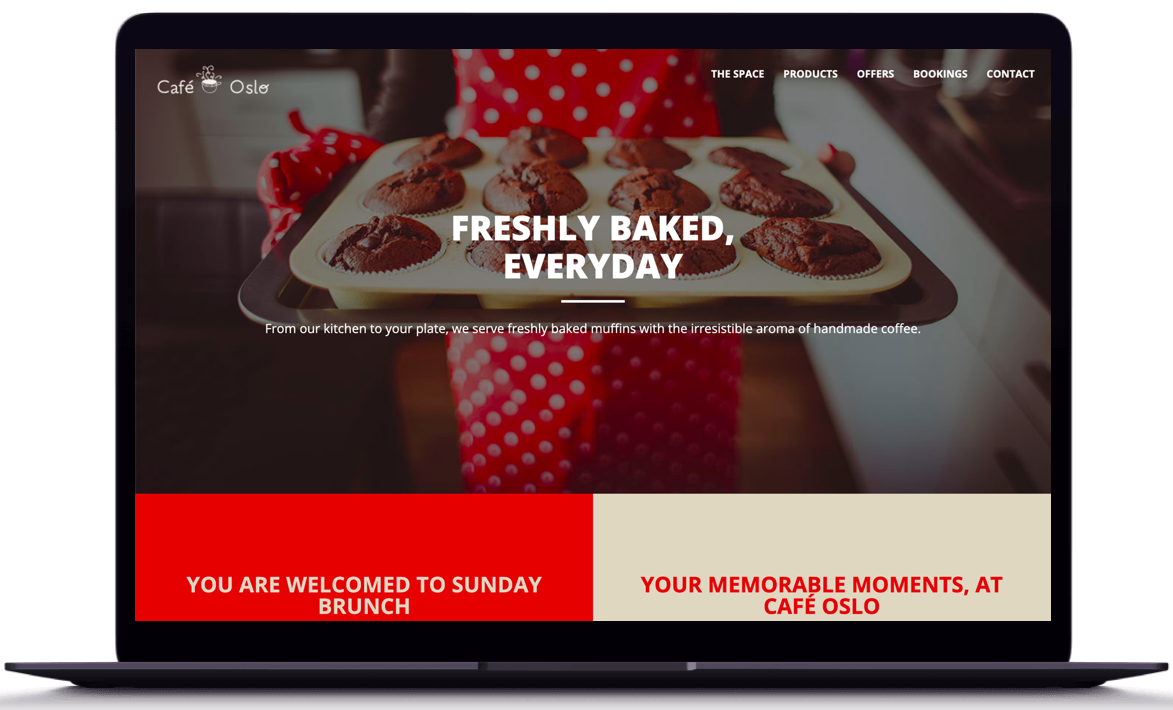 Café Oslo
THE SPACE PRODUCTS OFFERS BOOKINGS CONTACT
FRESHLY BAKED,
EVERYDAY
From our kitchen to your plate, we serve freshly baked muffins with the irresistible aroma of handmade coffee.
YOU ARE WELCOMED TO SUNDAY
BRUNCH
YOUR MEMORABLE MOMENTS, AT
CAFÉ OSLO